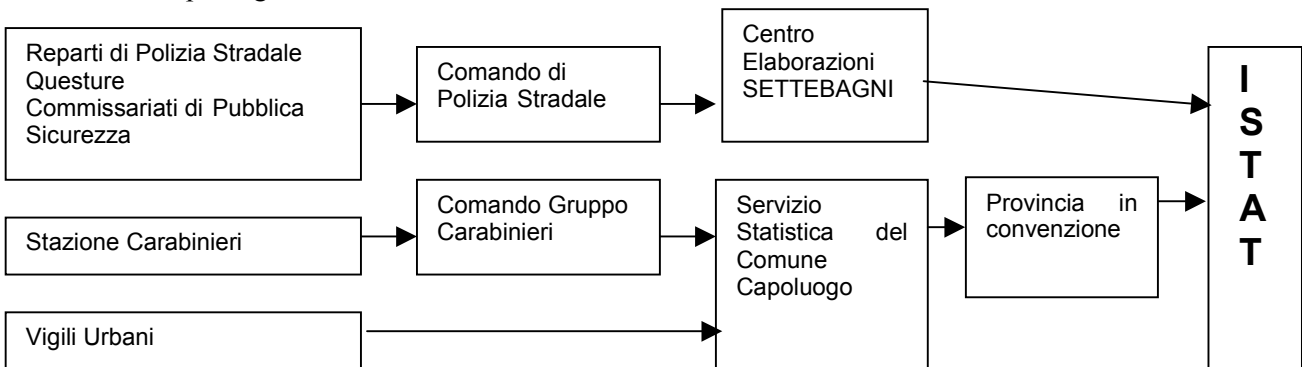 Reparti di Polizia Stradale
Questure
Commissariati di Pubblica
Sicurezza
Comando di
Polizia Stradale
Centro
Elaborazioni
SETTEBAGNI
I
S
T
A
T
Stazione Carabinieri
Comando Gruppo
Carabinieri
Servizio
Statistica del
Comune
Capoluogo
Provincia in
convenzione
Vigili Urbani